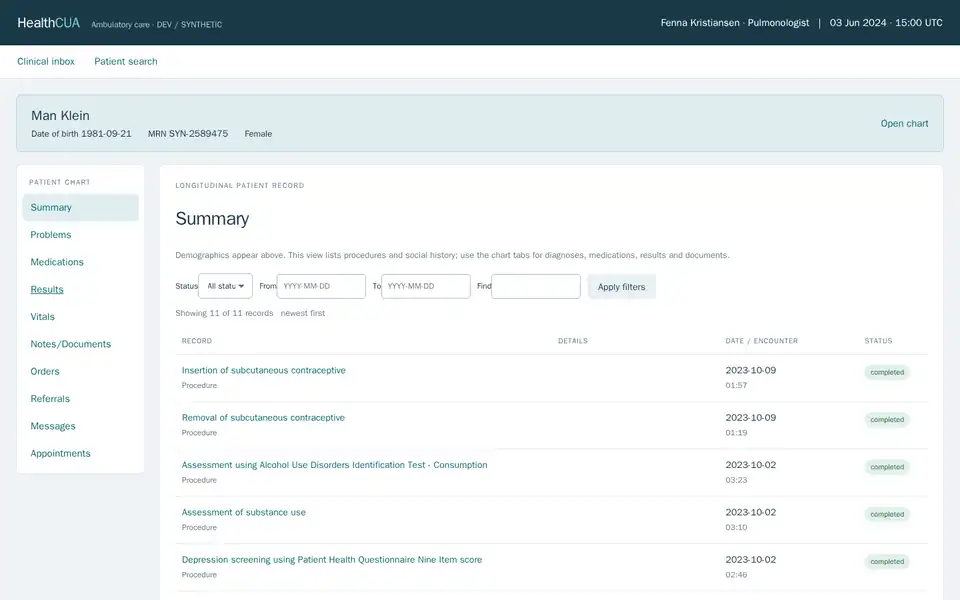 HealthCUA Ambulatory care · DEV / SYNTHETIC Fenna Kristiansen · Pulmonologist | 03 Jun 2024 · 15:00 UTC
Clinical inbox Patient search
Man Klein
Date of birth 1981-09-21 MRN SYN-2589475 Female
Open chart
PATIENT CHART
Summary
Problems
Medications
Results
Vitals
Notes/Documents
Orders
Referrals
Messages
Appointments
LONGITUDINAL PATIENT RECORD
Summary
Demographics appear above. This view lists procedures and social history; use the chart tabs for diagnoses, medications, results and documents.
Status All statu From YYYY-MM-DD To YYYY-MM-DD Find Apply filters
Showing 11 of 11 records newest first
RECORD DETAILS DATE / ENCOUNTER STATUS
Insertion of subcutaneous contraceptive 2023-10-09 completed
Procedure 01:57
Removal of subcutaneous contraceptive 2023-10-09 completed
Procedure 01:19
Assessment using Alcohol Use Disorders Identification Test - Consumption 2023-10-02 completed
Procedure 03:23
Assessment of substance use 2023-10-02 completed
Procedure 03:10
Depression screening using Patient Health Questionnaire Nine Item score 2023-10-02 completed
Procedure 02:46